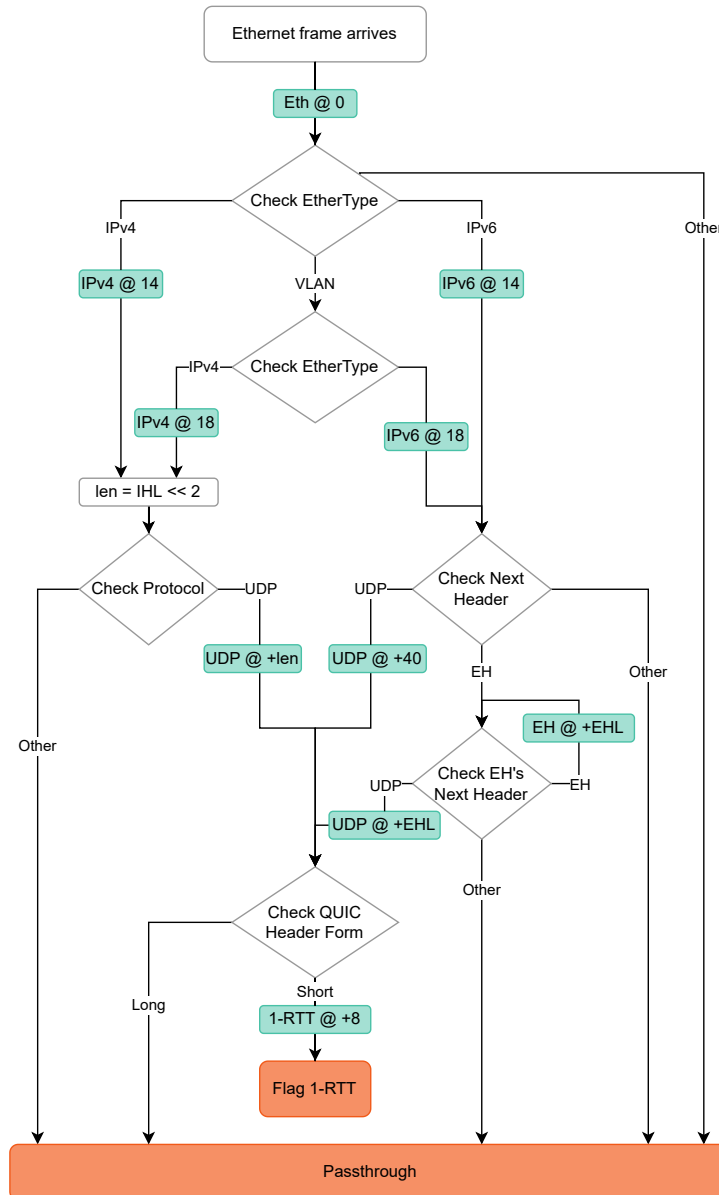 Ethernet frame arrives
Eth @ 0
Check EtherType
IPv4
IPv6
Other
IPv4 @ 14
VLAN
IPv6 @ 14
IPv4
Check EtherType
IPv4 @ 18
IPv6 @ 18
len = IHL << 2
Check Protocol
UDP
UDP
Check Next
Header
UDP @ +len
UDP @ +40
EH
Other
Other
EH @ +EHL
Check EH's
Next Header
UDP
EH
UDP @ +EHL
Other
Check QUIC
Header Form
Long
Short
1-RTT @ +8
Flag 1-RTT
Passthrough